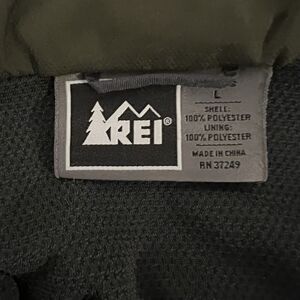 REI®
L
SHELL:
100% POLYESTER
LINING:
100% POLYESTER
MADE IN CHINA
RN 37249